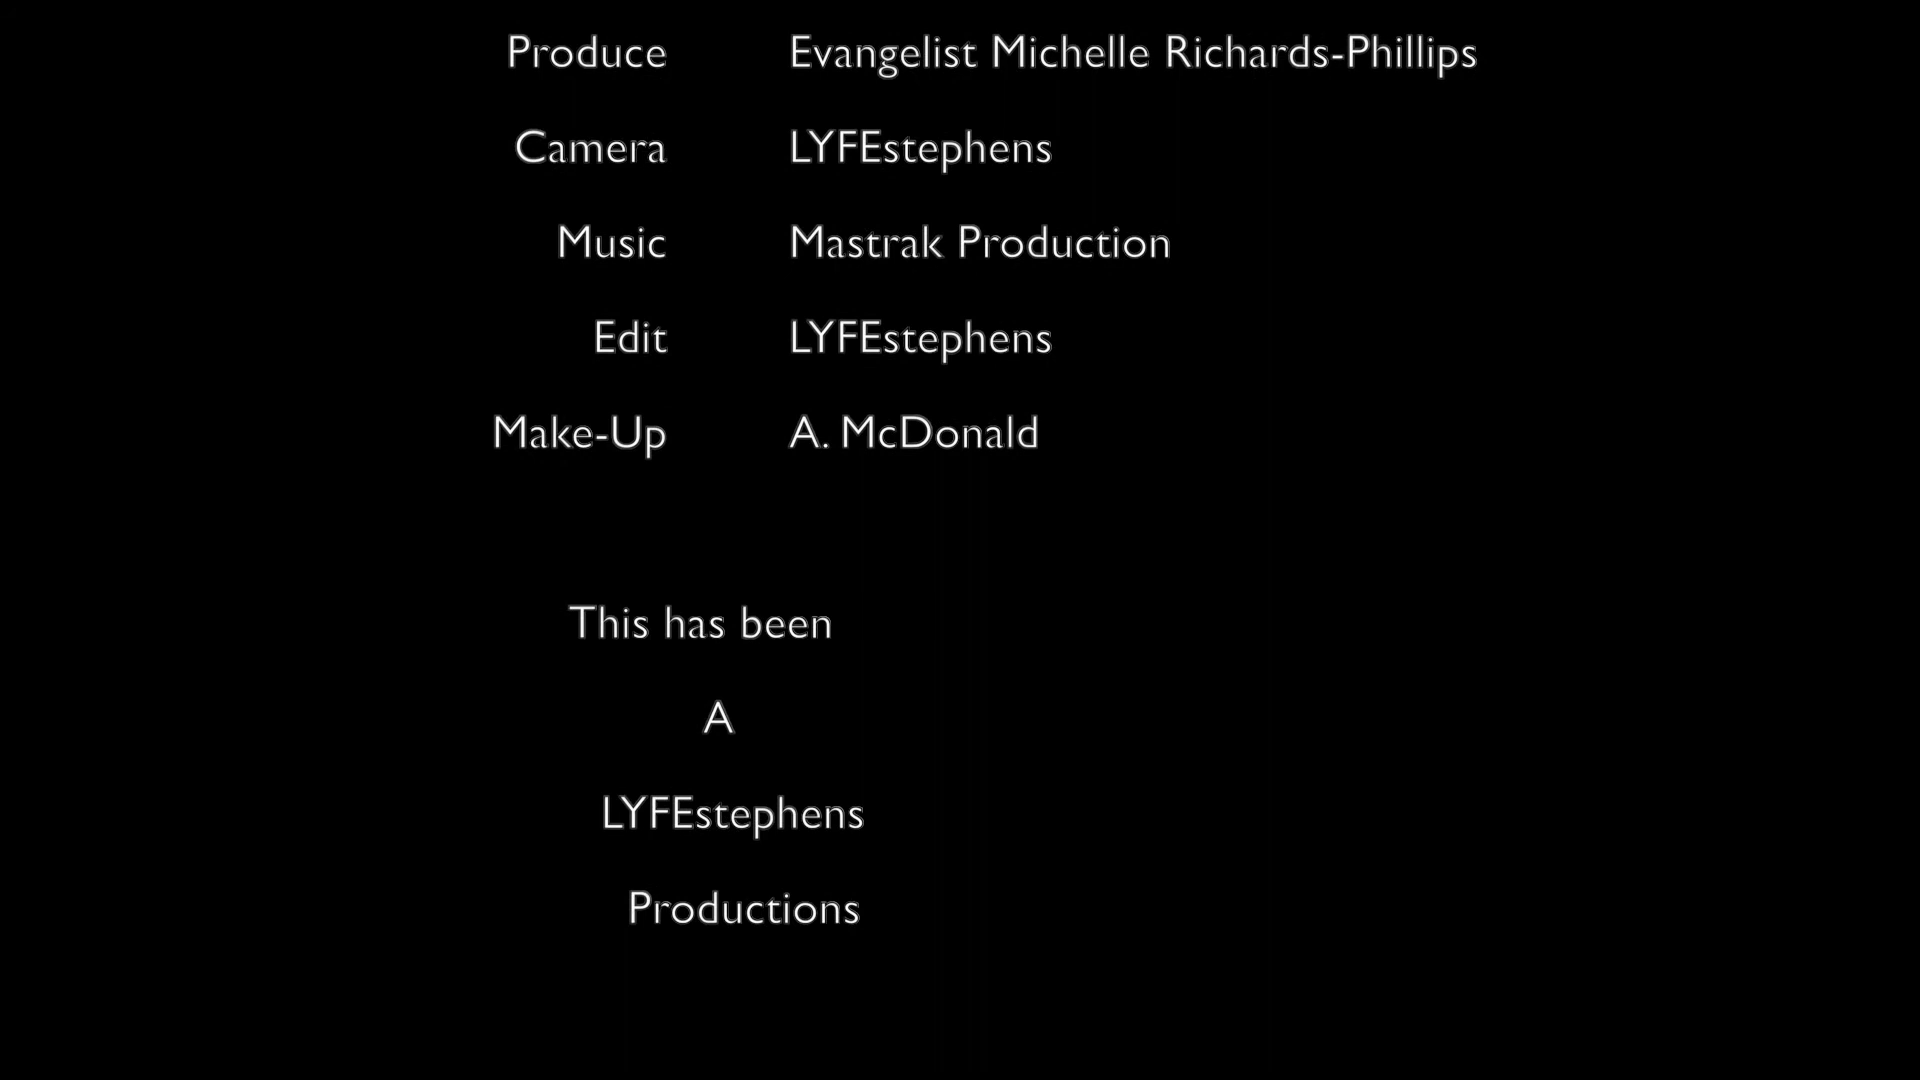 Produce Evangelist Michelle Richards-Phillips
Camera LYFEstephens
Music Mastrak Production
Edit LYFEstephens
Make-Up A. McDonald
This has been
A
LYFEstephens
Productions